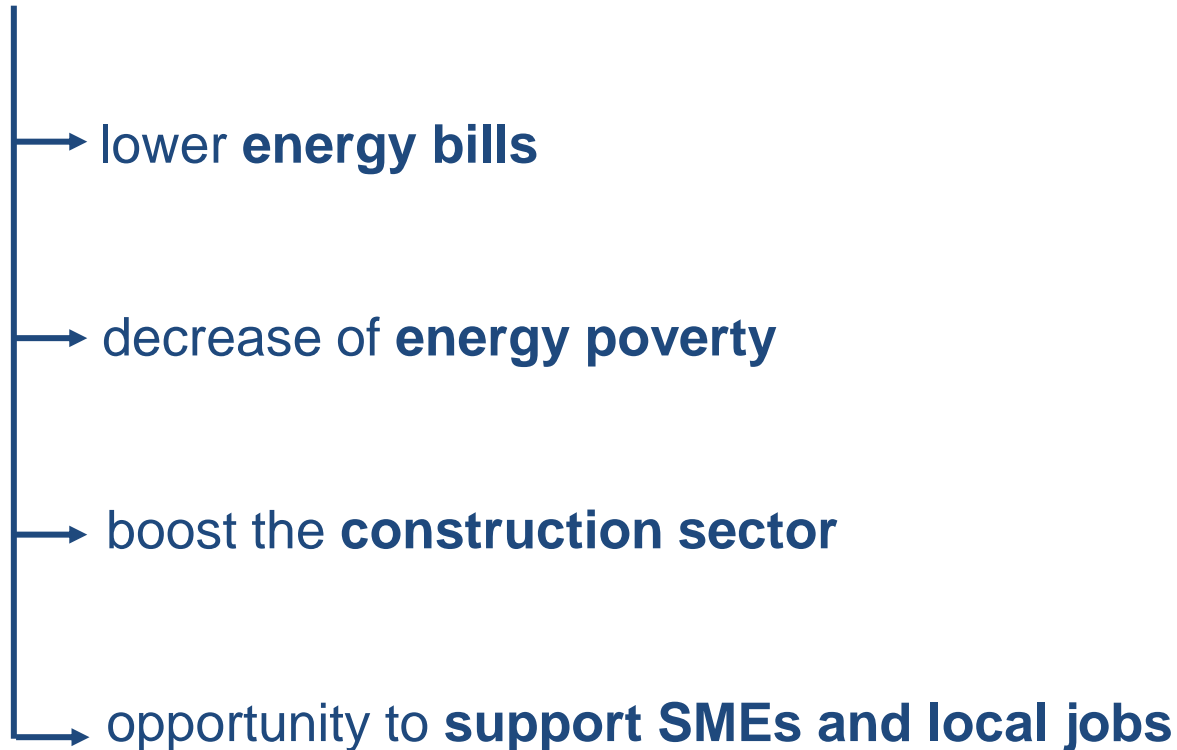 lower energy bills
decrease of energy poverty
boost the construction sector
opportunity to support SMEs and local jobs